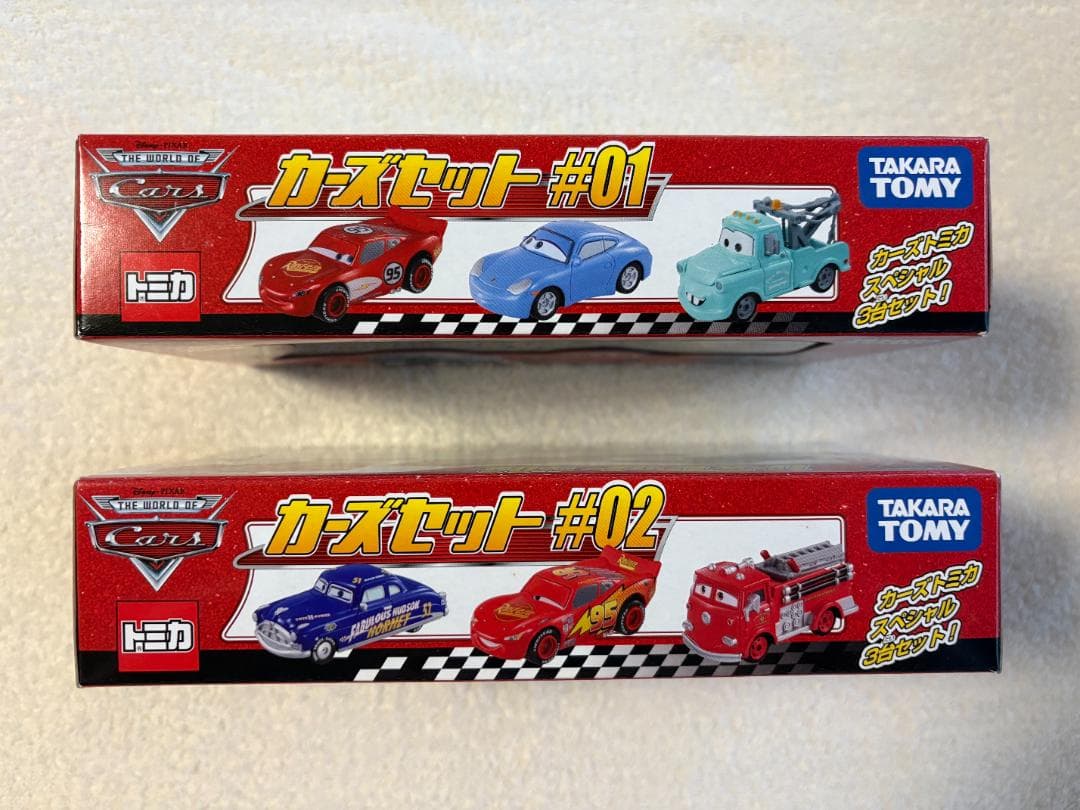 Disney·PIXAR
THE WORLD OF
Cars
カーズセット #01
TAKARA
TOMY
トミカ
95
カーズトミカ
スペシャル
3台セット!
Disney·PIXAR
THE WORLD OF
Cars
カーズセット #02
TAKARA
TOMY
トミカ
51
THE
FABULOUS HUDSON
HORNET
51
95
カーズトミカ
スペシャル
3台セット!